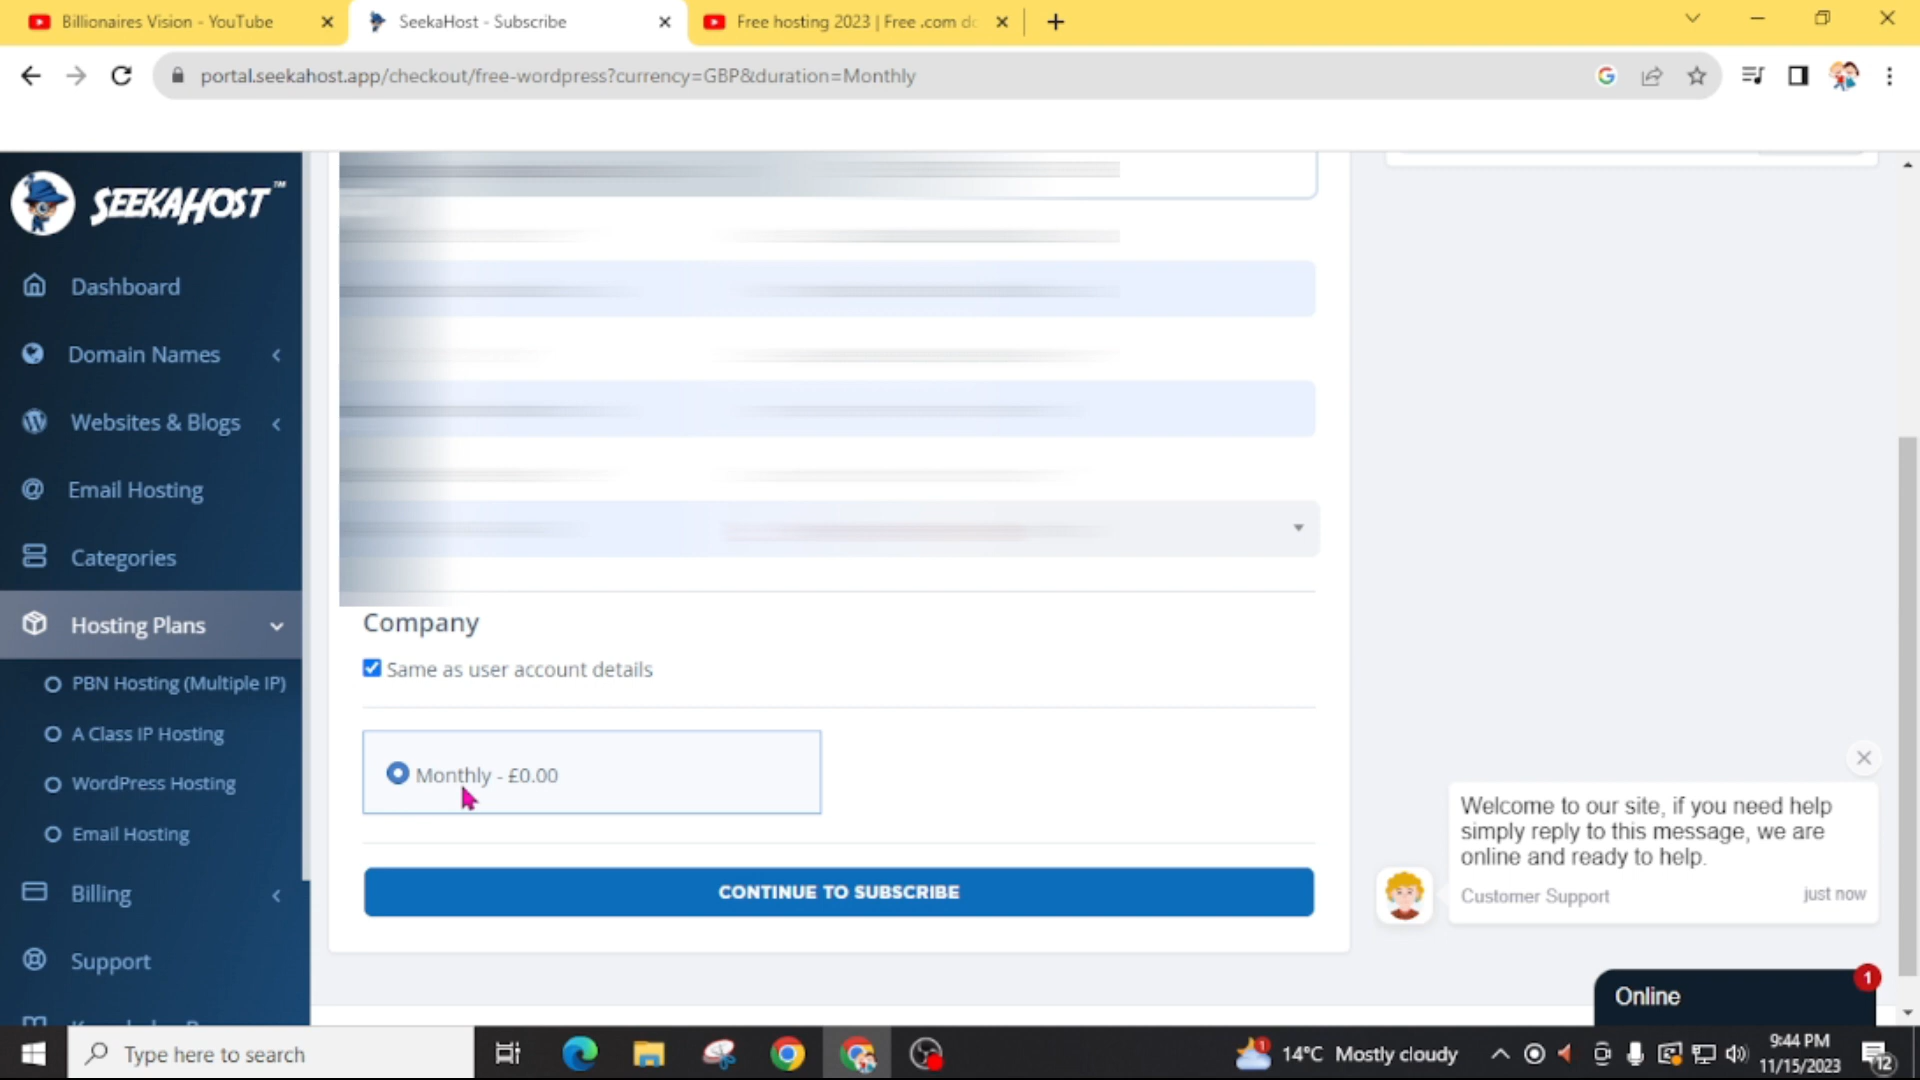 Billionaires Vision - YouTube
SeekaHost - Subscribe
Free hosting 2023 | Free .com do
portal.seekahost.app/checkout/free-wordpress?currency=GBP&duration=Monthly
SEEKAHOST™
Dashboard
Domain Names
Websites & Blogs
Email Hosting
Categories
Hosting Plans
PBN Hosting (Multiple IP)
A Class IP Hosting
WordPress Hosting
Email Hosting
Billing
Support
Company
Same as user account details
Monthly - £0.00
CONTINUE TO SUBSCRIBE
Welcome to our site, if you need help
simply reply to this message, we are
online and ready to help.
Customer Support just now
Online
1
Type here to search
1
14°C Mostly cloudy
9:44 PM
11/15/2023
12